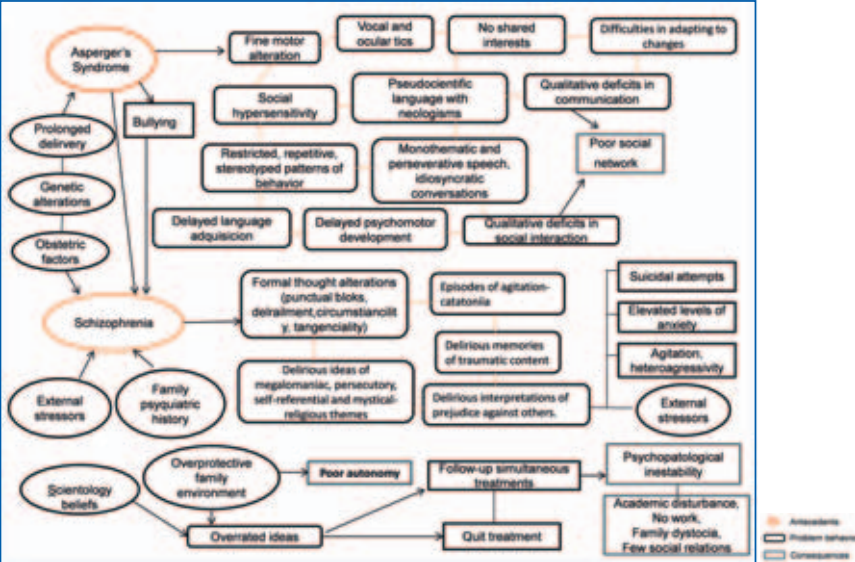 Asperger's
Syndrome
Fine motor
alteration
Vocal and
ocular tics
No shared
interests
Difficulties in adapting to
changes
Prolonged
delivery
Bullying
Social
hypersensitivity
Pseudocientific
language with
neologisms
Qualitative deficits in
communication
Genetic
alterations
Restricted, repetitive,
stereotyped patterns of
behavior
Monothematic and
perseverative speech,
idiosyncratic
conversations
Poor social
network
Obstetric
factors
Delayed language
adquisicion
Delayed psychomotor
development
Qualitative deficits in
social interaction
Schizophrenia
Formal thought alterations
(punctual bloks,
delrailment,circumstiancilit
y, tangenciality)
Episodes of agitation-
catatoniia
Suicidal attempts
Elevated levels of
anxiety
Delirious memories
of traumatic content
Agitation,
heteroagressivity
External
stressors
Family
psyquiatric
history
Delirious ideas of
megalomaniac, persecutory,
self-referential and mystical-
religious themes
Delirious interpretations of
prejudice against others.
External
stressors
Scientology
beliefs
Overprotective
family
environment
Poor autonomy
Follow-up simultaneous
treatments
Psychopatological
inestability
Overrated ideas
Quit treatment
Academic disturbance,
No work,
Family dystocia,
Few social relations
Antecedents
Problem behavior
Consequences